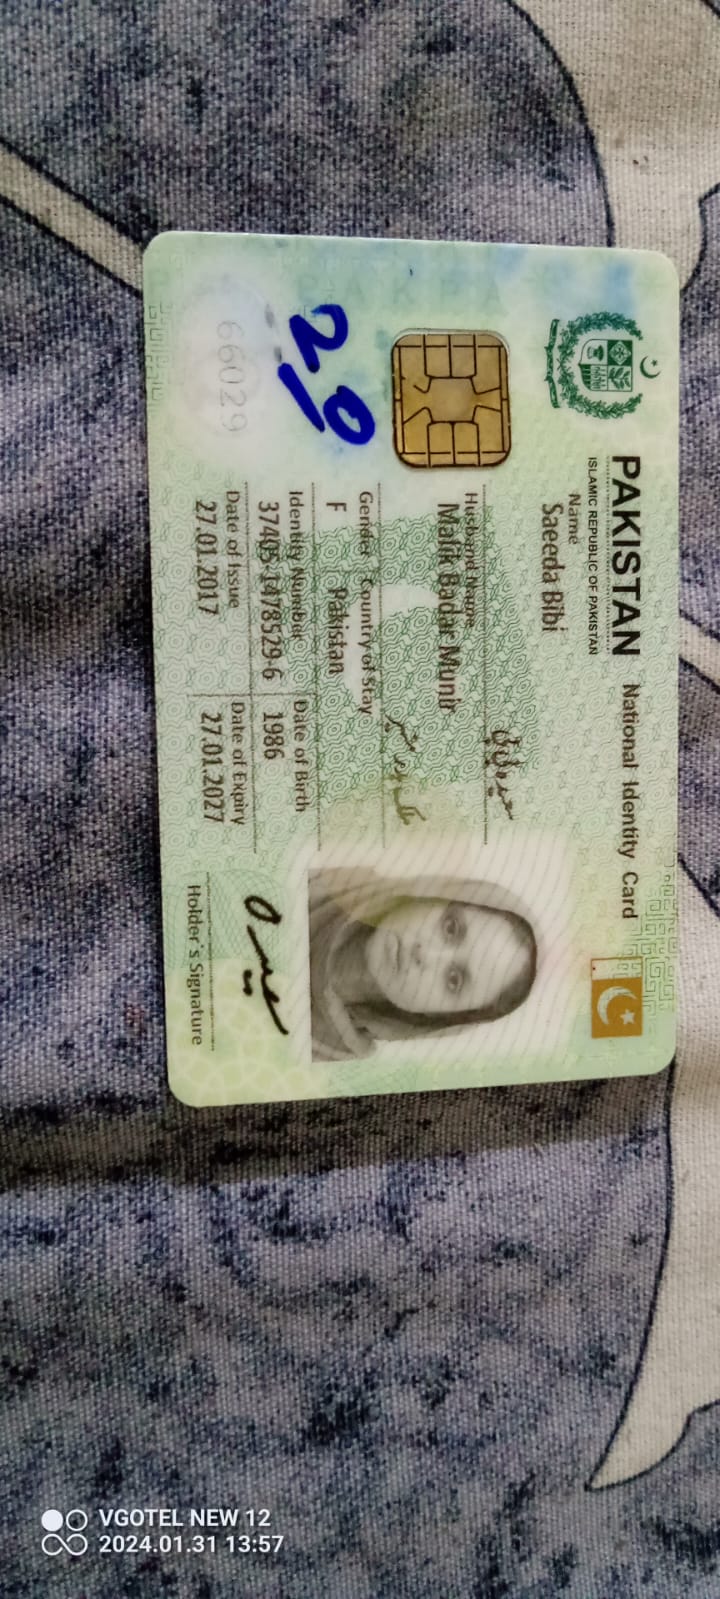 PAKISTAN National Identity Card
ISLAMIC REPUBLIC OF PAKISTAN
Name
Saeeda Bibi
سعیدہ بی بی
Husband Name
Malik Badar Munir
ملک بدر منیر
Gender Country of Stay
F Pakistan
Identity Number Date of Birth
37405-1478529-6 1986
Date of Issue Date of Expiry
27.01.2017 27.01.2027
Holder's Signature
20
66029
VGOTEL NEW 12
2024.01.31 13:57